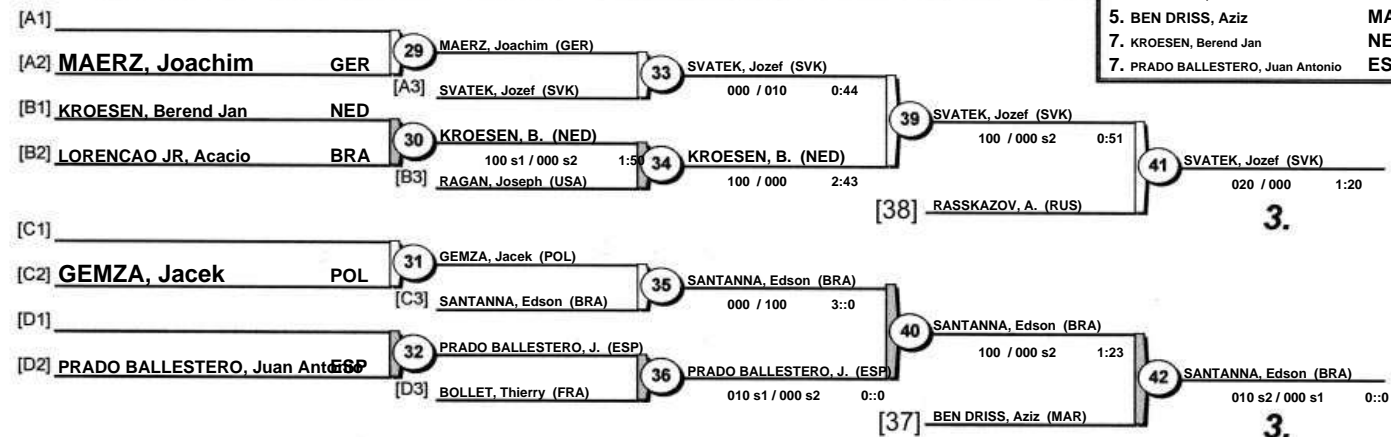 5. BEN DRISS, Aziz MA
7. KROESEN, Berend Jan NE
7. PRADO BALLESTERO, Juan Antonio ES
[A1]
[A2] MAERZ, Joachim GER
29 MAERZ, Joachim (GER)
[A3] SVATEK, Jozef (SVK)
33 SVATEK, Jozef (SVK)
000 / 010 0:44
[B1] KROESEN, Berend Jan NED
[B2] LORENCAO JR, Acacio BRA
30 KROESEN, B. (NED)
100 s1 / 000 s2 1:50
[B3] RAGAN, Joseph (USA)
34 KROESEN, B. (NED)
100 / 000 2:43
39 SVATEK, Jozef (SVK)
100 / 000 s2 0:51
[38] RASSKAZOV, A. (RUS)
41 SVATEK, Jozef (SVK)
020 / 000 1:20
3.
[C1]
[C2] GEMZA, Jacek POL
31 GEMZA, Jacek (POL)
[C3] SANTANNA, Edson (BRA)
35 SANTANNA, Edson (BRA)
000 / 100 3::0
[D1]
[D2] PRADO BALLESTERO, Juan Antonio ESP
32 PRADO BALLESTERO, J. (ESP)
[D3] BOLLET, Thierry (FRA)
36 PRADO BALLESTERO, J. (ESP)
010 s1 / 000 s2 0::0
40 SANTANNA, Edson (BRA)
100 / 000 s2 1:23
[37] BEN DRISS, Aziz (MAR)
42 SANTANNA, Edson (BRA)
010 s2 / 000 s1 0::0
3.